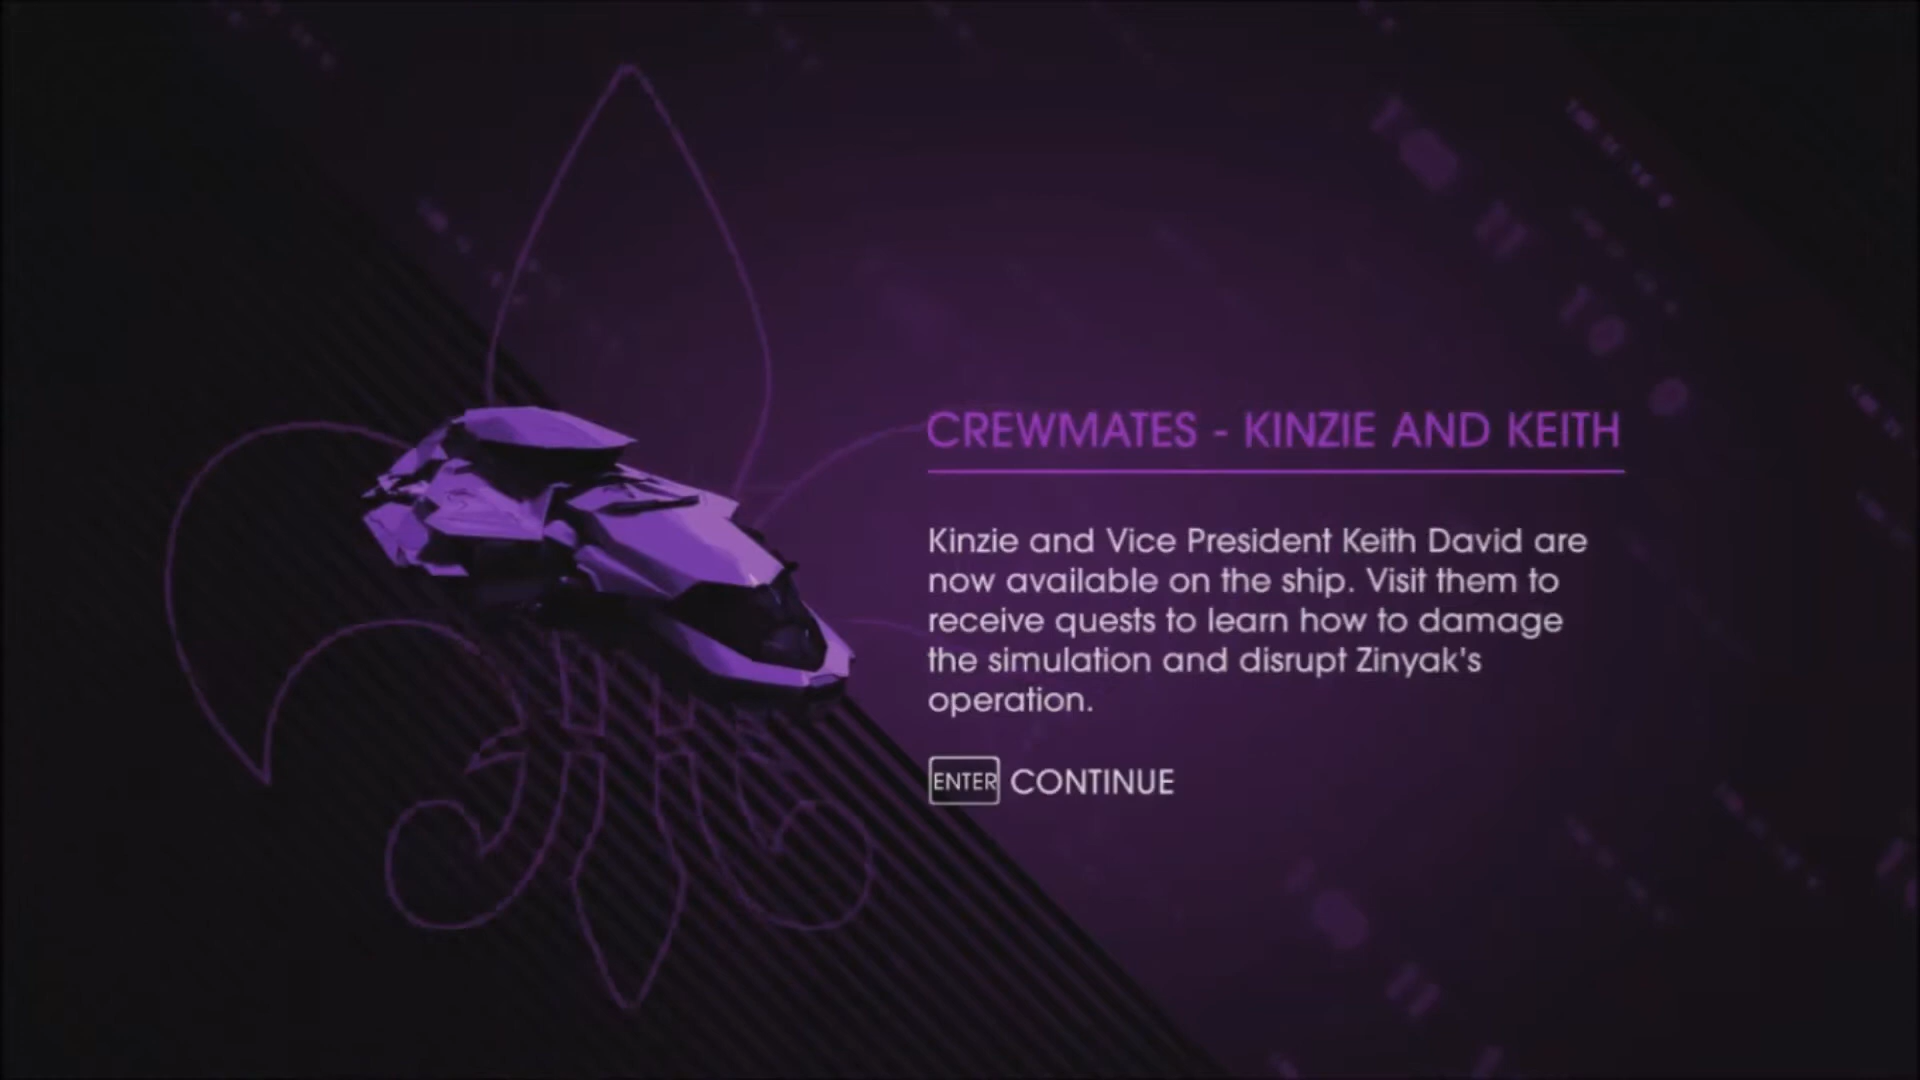 CREWMATES - KINZIE AND KEITH
Kinzie and Vice President Keith David are
now available on the ship. Visit them to
receive quests to learn how to damage
the simulation and disrupt Zinyak's
operation.
ENTER CONTINUE